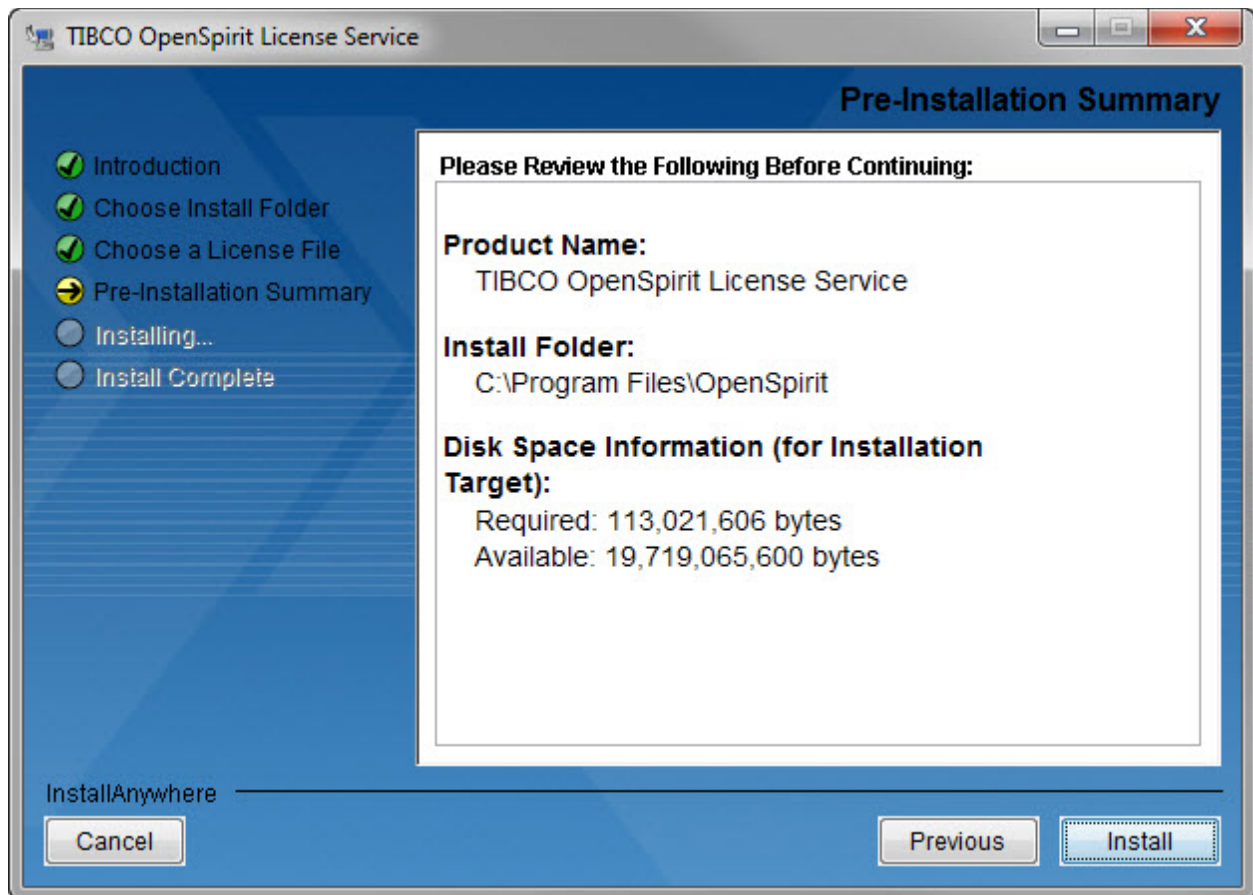 TIBCO OpenSpirit License Service
Pre-Installation Summary
Introduction
Choose Install Folder
Choose a License File
Pre-Installation Summary
Installing...
Install Complete
Please Review the Following Before Continuing:
Product Name:
TIBCO OpenSpirit License Service
Install Folder:
C:\Program Files\OpenSpirit
Disk Space Information (for Installation
Target):
Required: 113,021,606 bytes
Available: 19,719,065,600 bytes
InstallAnywhere
Cancel
Previous
Install